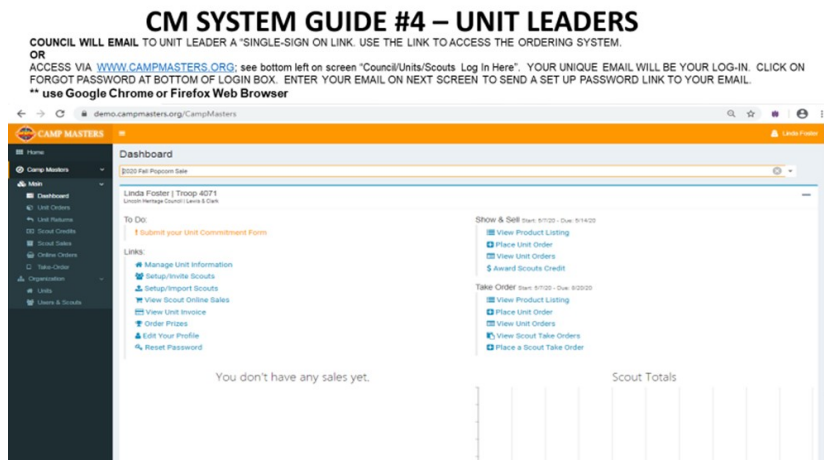 CM SYSTEM GUIDE #4 – UNIT LEADERS
COUNCIL WILL EMAIL TO UNIT LEADER A "SINGLE-SIGN ON LINK. USE THE LINK TO ACCESS THE ORDERING SYSTEM.
OR
ACCESS VIA WWW.CAMPMASTERS.ORG; see bottom left on screen "Council/Units/Scouts Log In Here". YOUR UNIQUE EMAIL WILL BE YOUR LOG-IN. CLICK ON
FORGOT PASSWORD AT BOTTOM OF LOGIN BOX. ENTER YOUR EMAIL ON NEXT SCREEN TO SEND A SET UP PASSWORD LINK TO YOUR EMAIL.
** use Google Chrome or Firefox Web Browser
demo.campmasters.org/CampMasters
CAMP MASTERS
Linda Foster
Home
Camp Masters
Main
Dashboard
Unit Orders
Unit Returns
Scout Credits
Scout Sales
Online Orders
Take-Order
Organization
Units
Users & Scouts
Dashboard
2020 Fall Popcorn Sale
Linda Foster | Troop 4071
Lincoln Heritage Council | Lewis & Clark
To Do:
! Submit your Unit Commitment Form
Links:
Manage Unit Information
Setup/Invite Scouts
Setup/Import Scouts
View Scout Online Sales
View Unit Invoice
Order Prizes
Edit Your Profile
Reset Password
Show & Sell Start: 5/7/20 - Due: 5/14/20
View Product Listing
Place Unit Order
View Unit Orders
$ Award Scouts Credit
Take Order Start: 5/7/20 - Due: 8/20/20
View Product Listing
Place Unit Order
View Unit Orders
View Scout Take Orders
Place a Scout Take Order
You don't have any sales yet.
Scout Totals